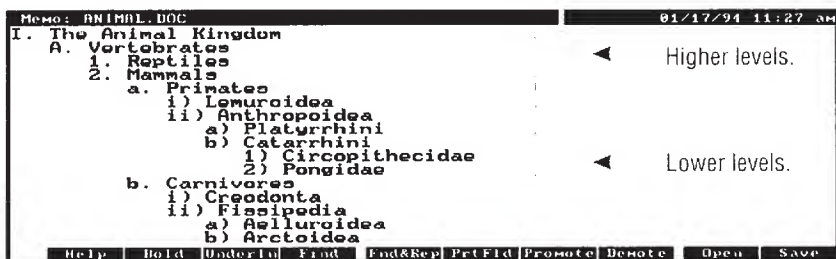 Memo: ANIMAL.DOC 01/17/94 11:27 am
I. The Animal Kingdom
A. Vertebrates
1. Reptiles Higher levels.
2. Mammals
a. Primates
i) Lemuroidea
ii) Anthropoidea
a) Platyrrhini
b) Catarrhini
1) Circopithecidae
2) Pongidae Lower levels.
b. Carnivores
i) Creodonta
ii) Fissipedia
a) Aelluroidea
b) Arctoidea
Help Bold Underln Find Fnd&Rep PrtFld Promote Demote Open Save